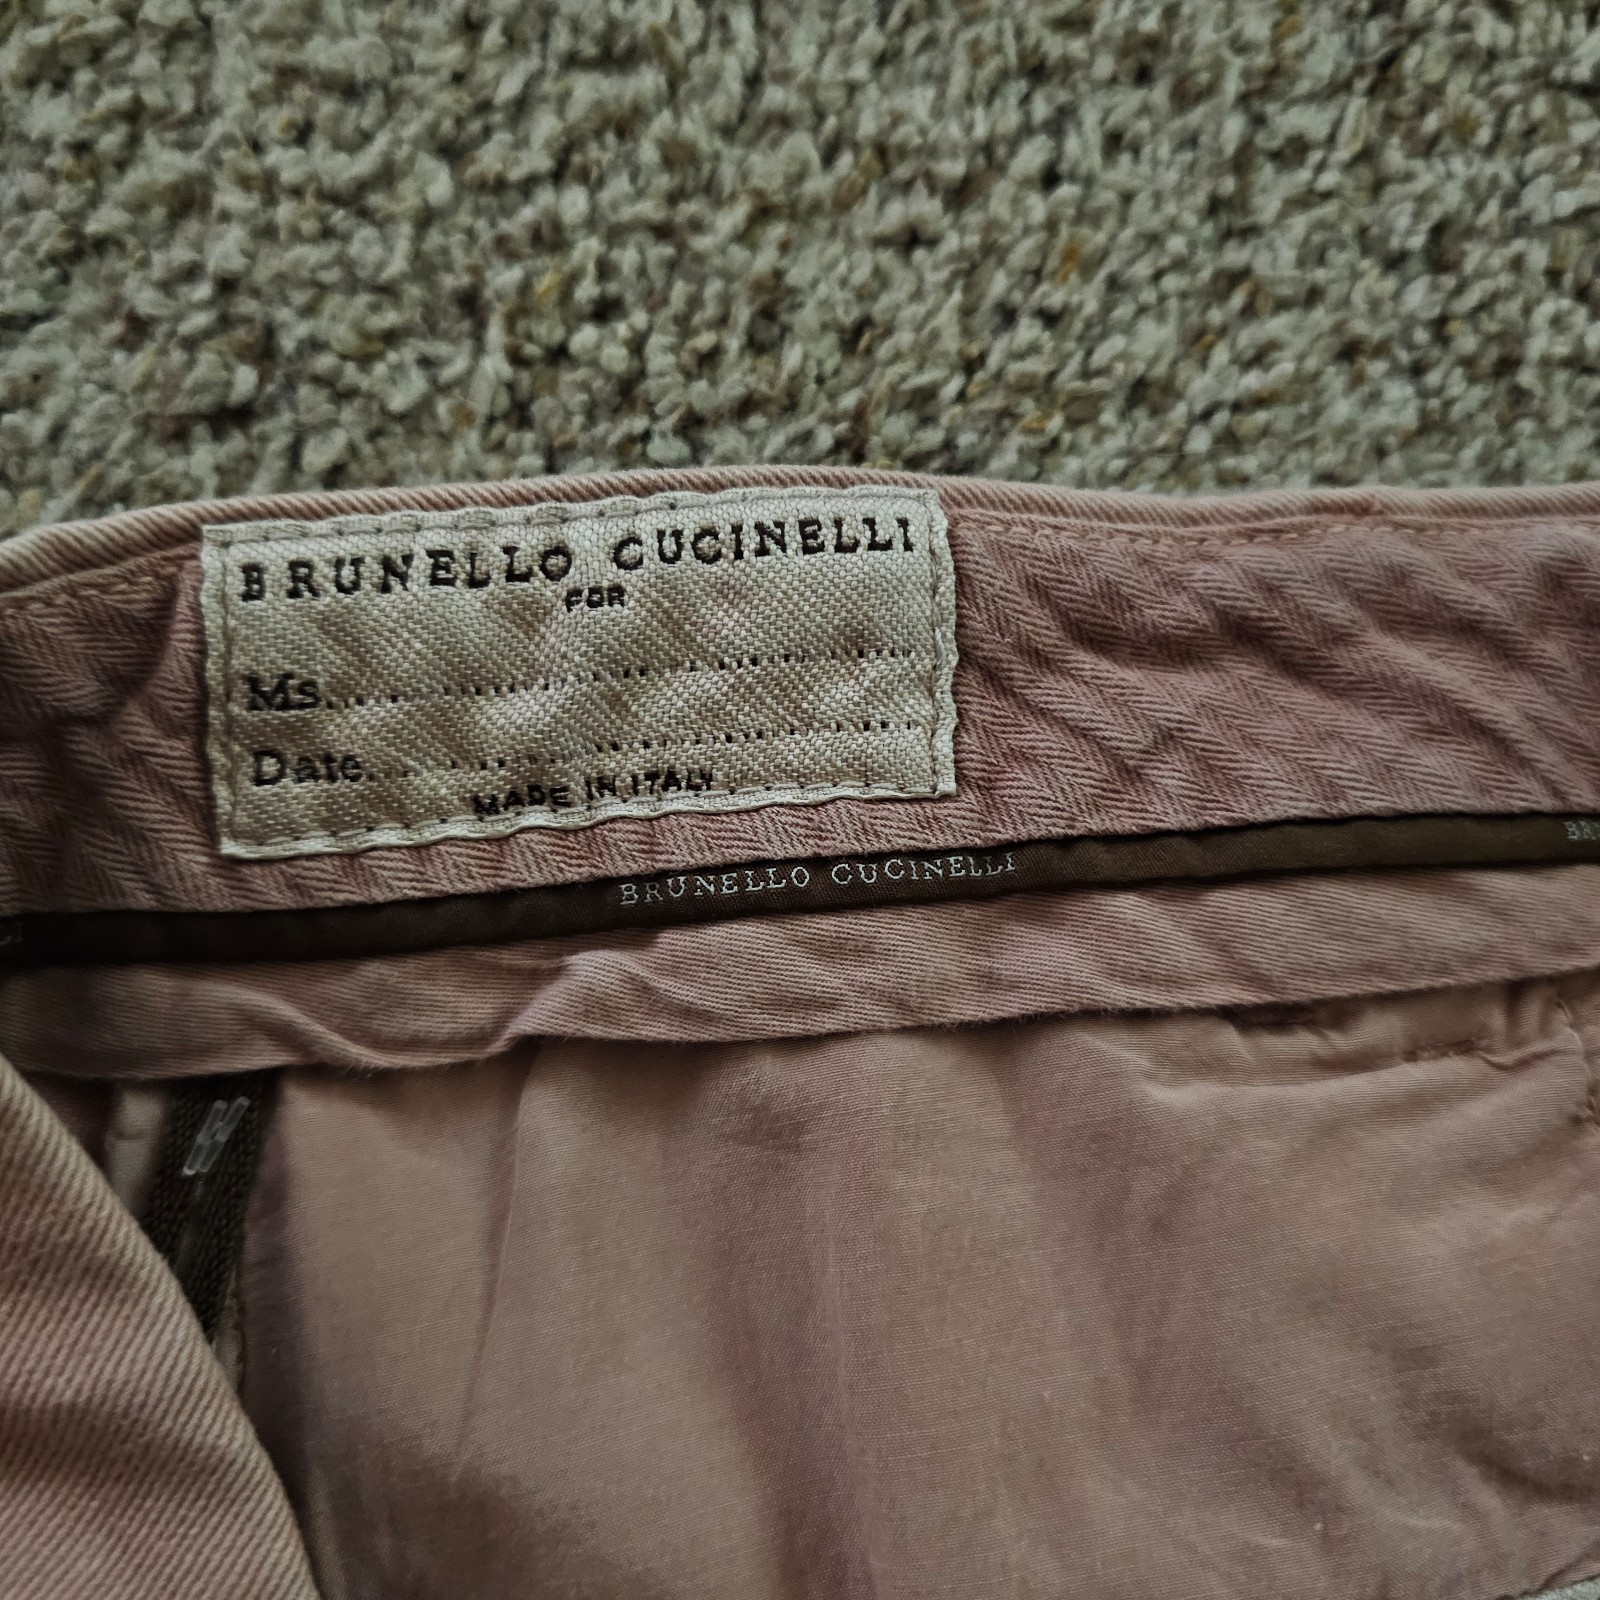 BRUNELLO CUCINELLI
FOR
Ms.
Date
MADE IN ITALY
BRUNELLO CUCINELLI